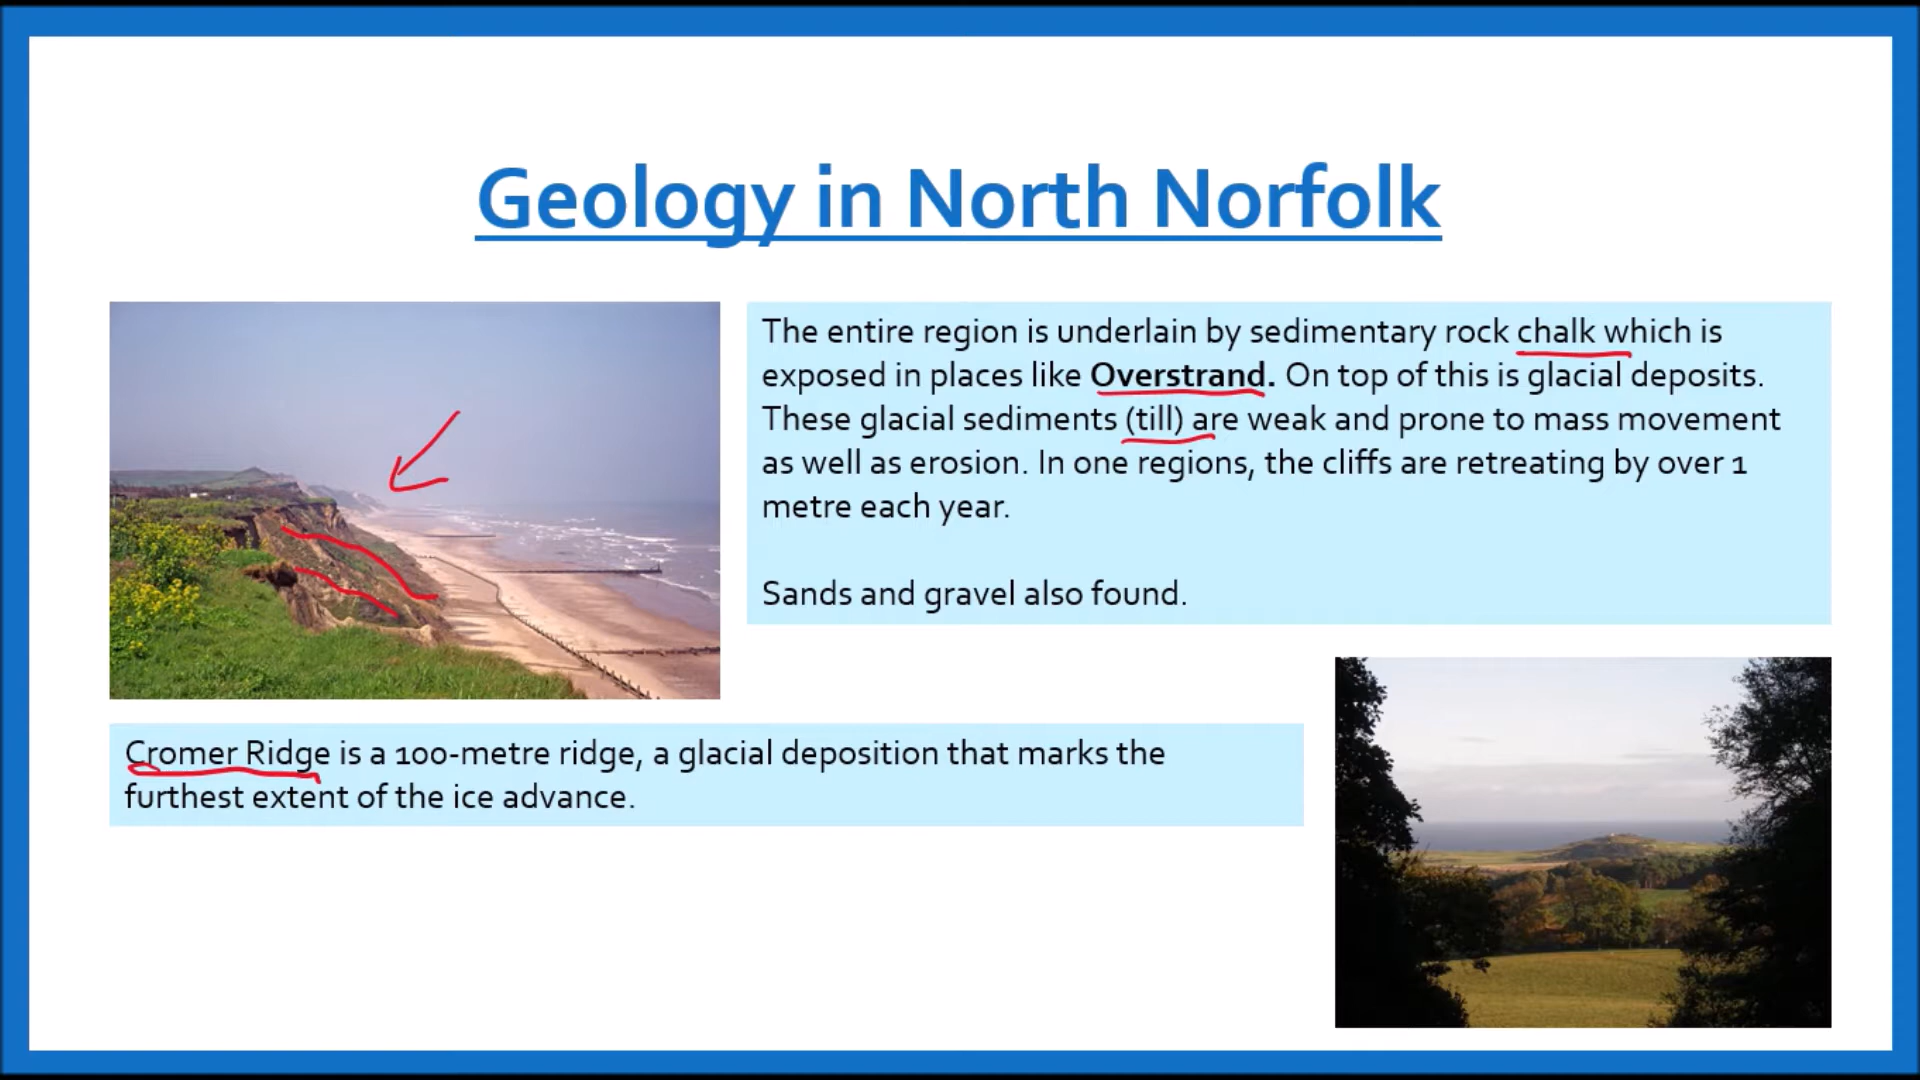 Geology in North Norfolk
The entire region is underlain by sedimentary rock chalk which is
exposed in places like Overstrand. On top of this is glacial deposits.
These glacial sediments (till) are weak and prone to mass movement
as well as erosion. In one regions, the cliffs are retreating by over 1
metre each year.
Sands and gravel also found.
Cromer Ridge is a 100-metre ridge, a glacial deposition that marks the
furthest extent of the ice advance.